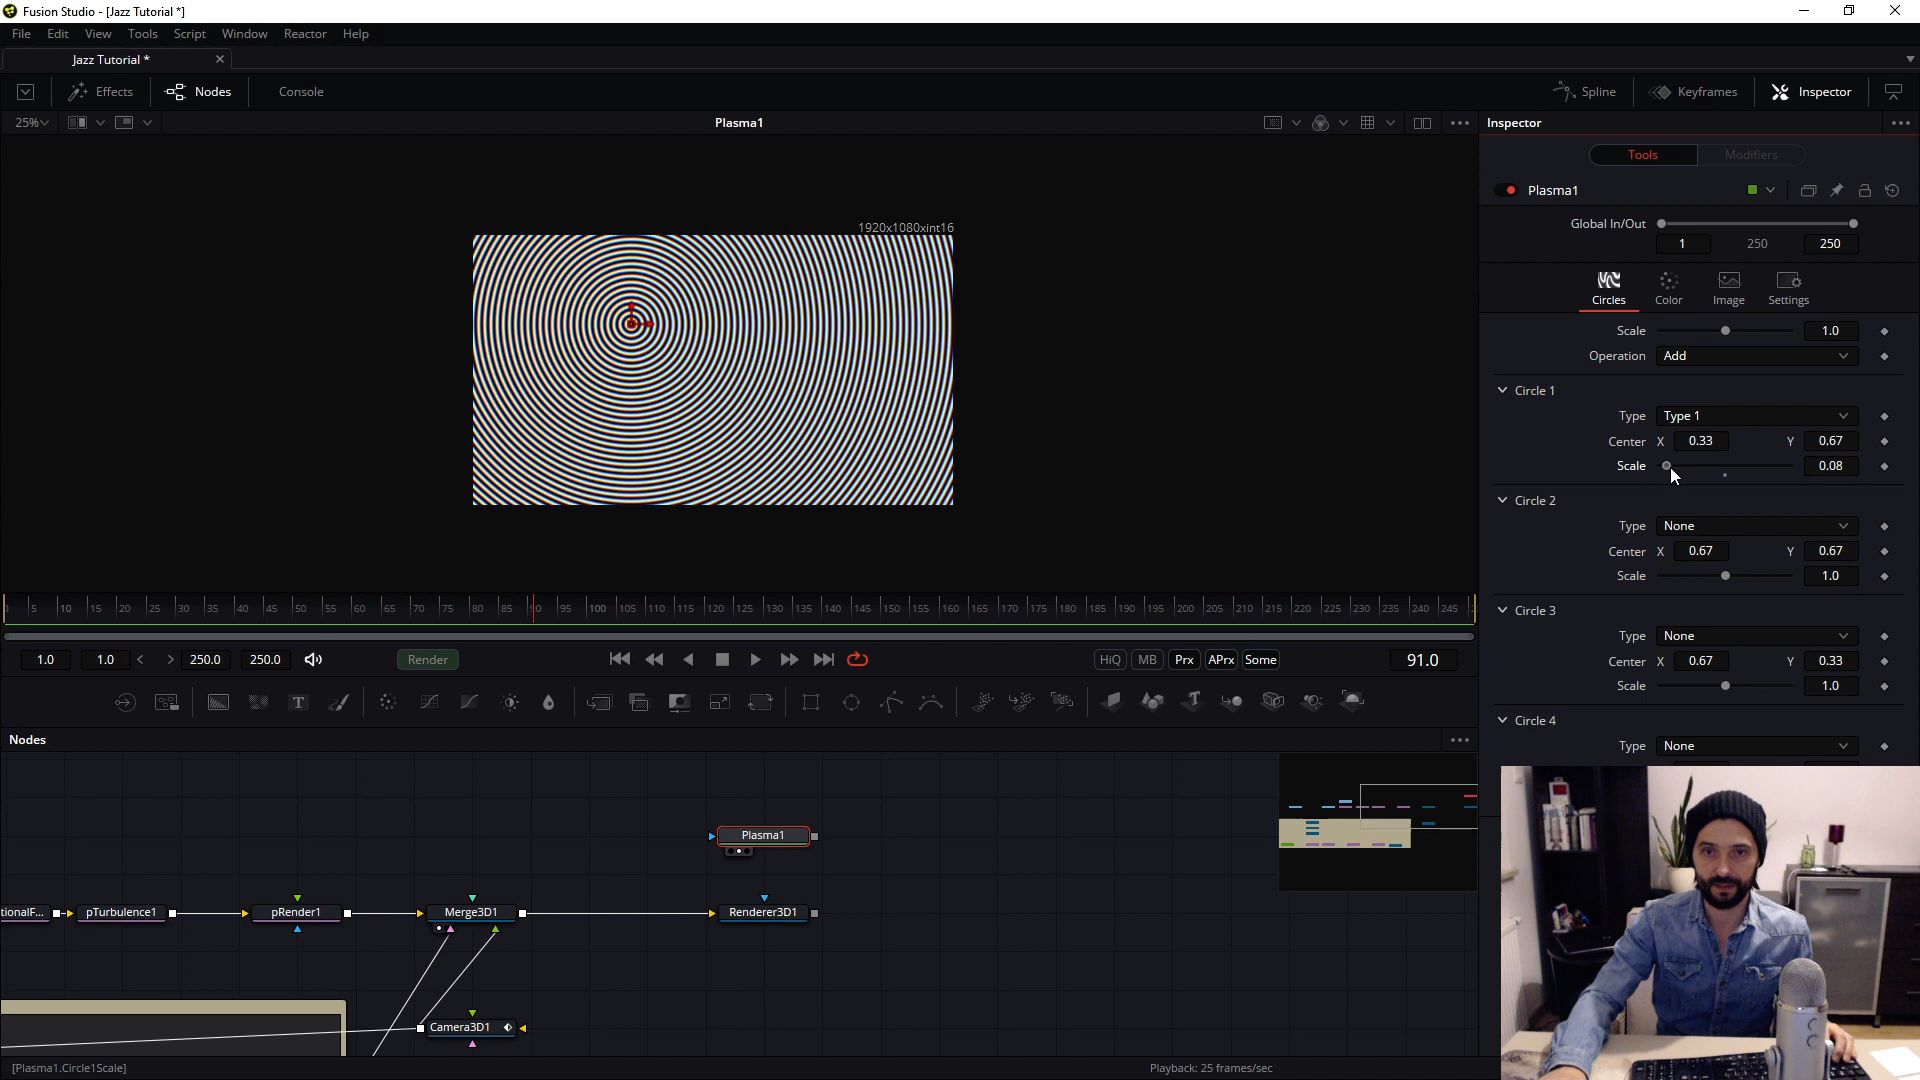 Fusion Studio - [Jazz Tutorial *]
File Edit View Tools Script Window Reactor Help
Jazz Tutorial *
Effects Nodes Console Spline Keyframes Inspector
25% Plasma1 Inspector
Tools Modifiers
Plasma1
1920x1080xint16
Global In/Out
1 250 250
Circles Color Image Settings
Scale 1.0
Operation Add
Circle 1
Type Type 1
Center X 0.33 Y 0.67
Scale 0.08
Circle 2
Type None
Center X 0.67 Y 0.67
Scale 1.0
Circle 3
Type None
Center X 0.67 Y 0.33
Scale 1.0
Circle 4
Type None
5 10 15 20 25 30 35 40 45 50 55 60 65 70 75 80 85 90 95 100 105 110 115 120 125 130 135 140 145 150 155 160 165 170 175 180 185 190 195 200 205 210 215 220 225 230 235 240 245
1.0 1.0 < > 250.0 250.0 Render HiQ MB Prx APrx Some 91.0
Nodes
Plasma1
tionalF... pTurbulence1 pRender1 Merge3D1 Renderer3D1
Camera3D1
[Plasma1.Circle1Scale] Playback: 25 frames/sec